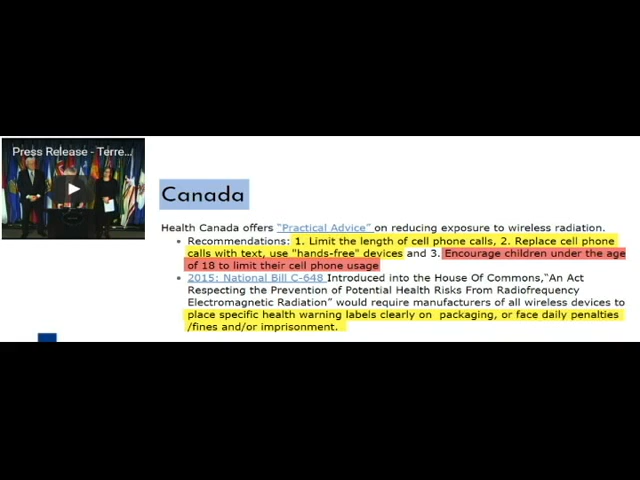 Press Release - Terre...
Canada
Health Canada offers “Practical Advice” on reducing exposure to wireless radiation.
Recommendations: 1. Limit the length of cell phone calls, 2. Replace cell phone
calls with text, use "hands-free" devices and 3. Encourage children under the age
of 18 to limit their cell phone usage
2015: National Bill C-648 Introduced into the House Of Commons,“An Act
Respecting the Prevention of Potential Health Risks From Radiofrequency
Electromagnetic Radiation” would require manufacturers of all wireless devices to
place specific health warning labels clearly on packaging, or face daily penalties
/fines and/or imprisonment.